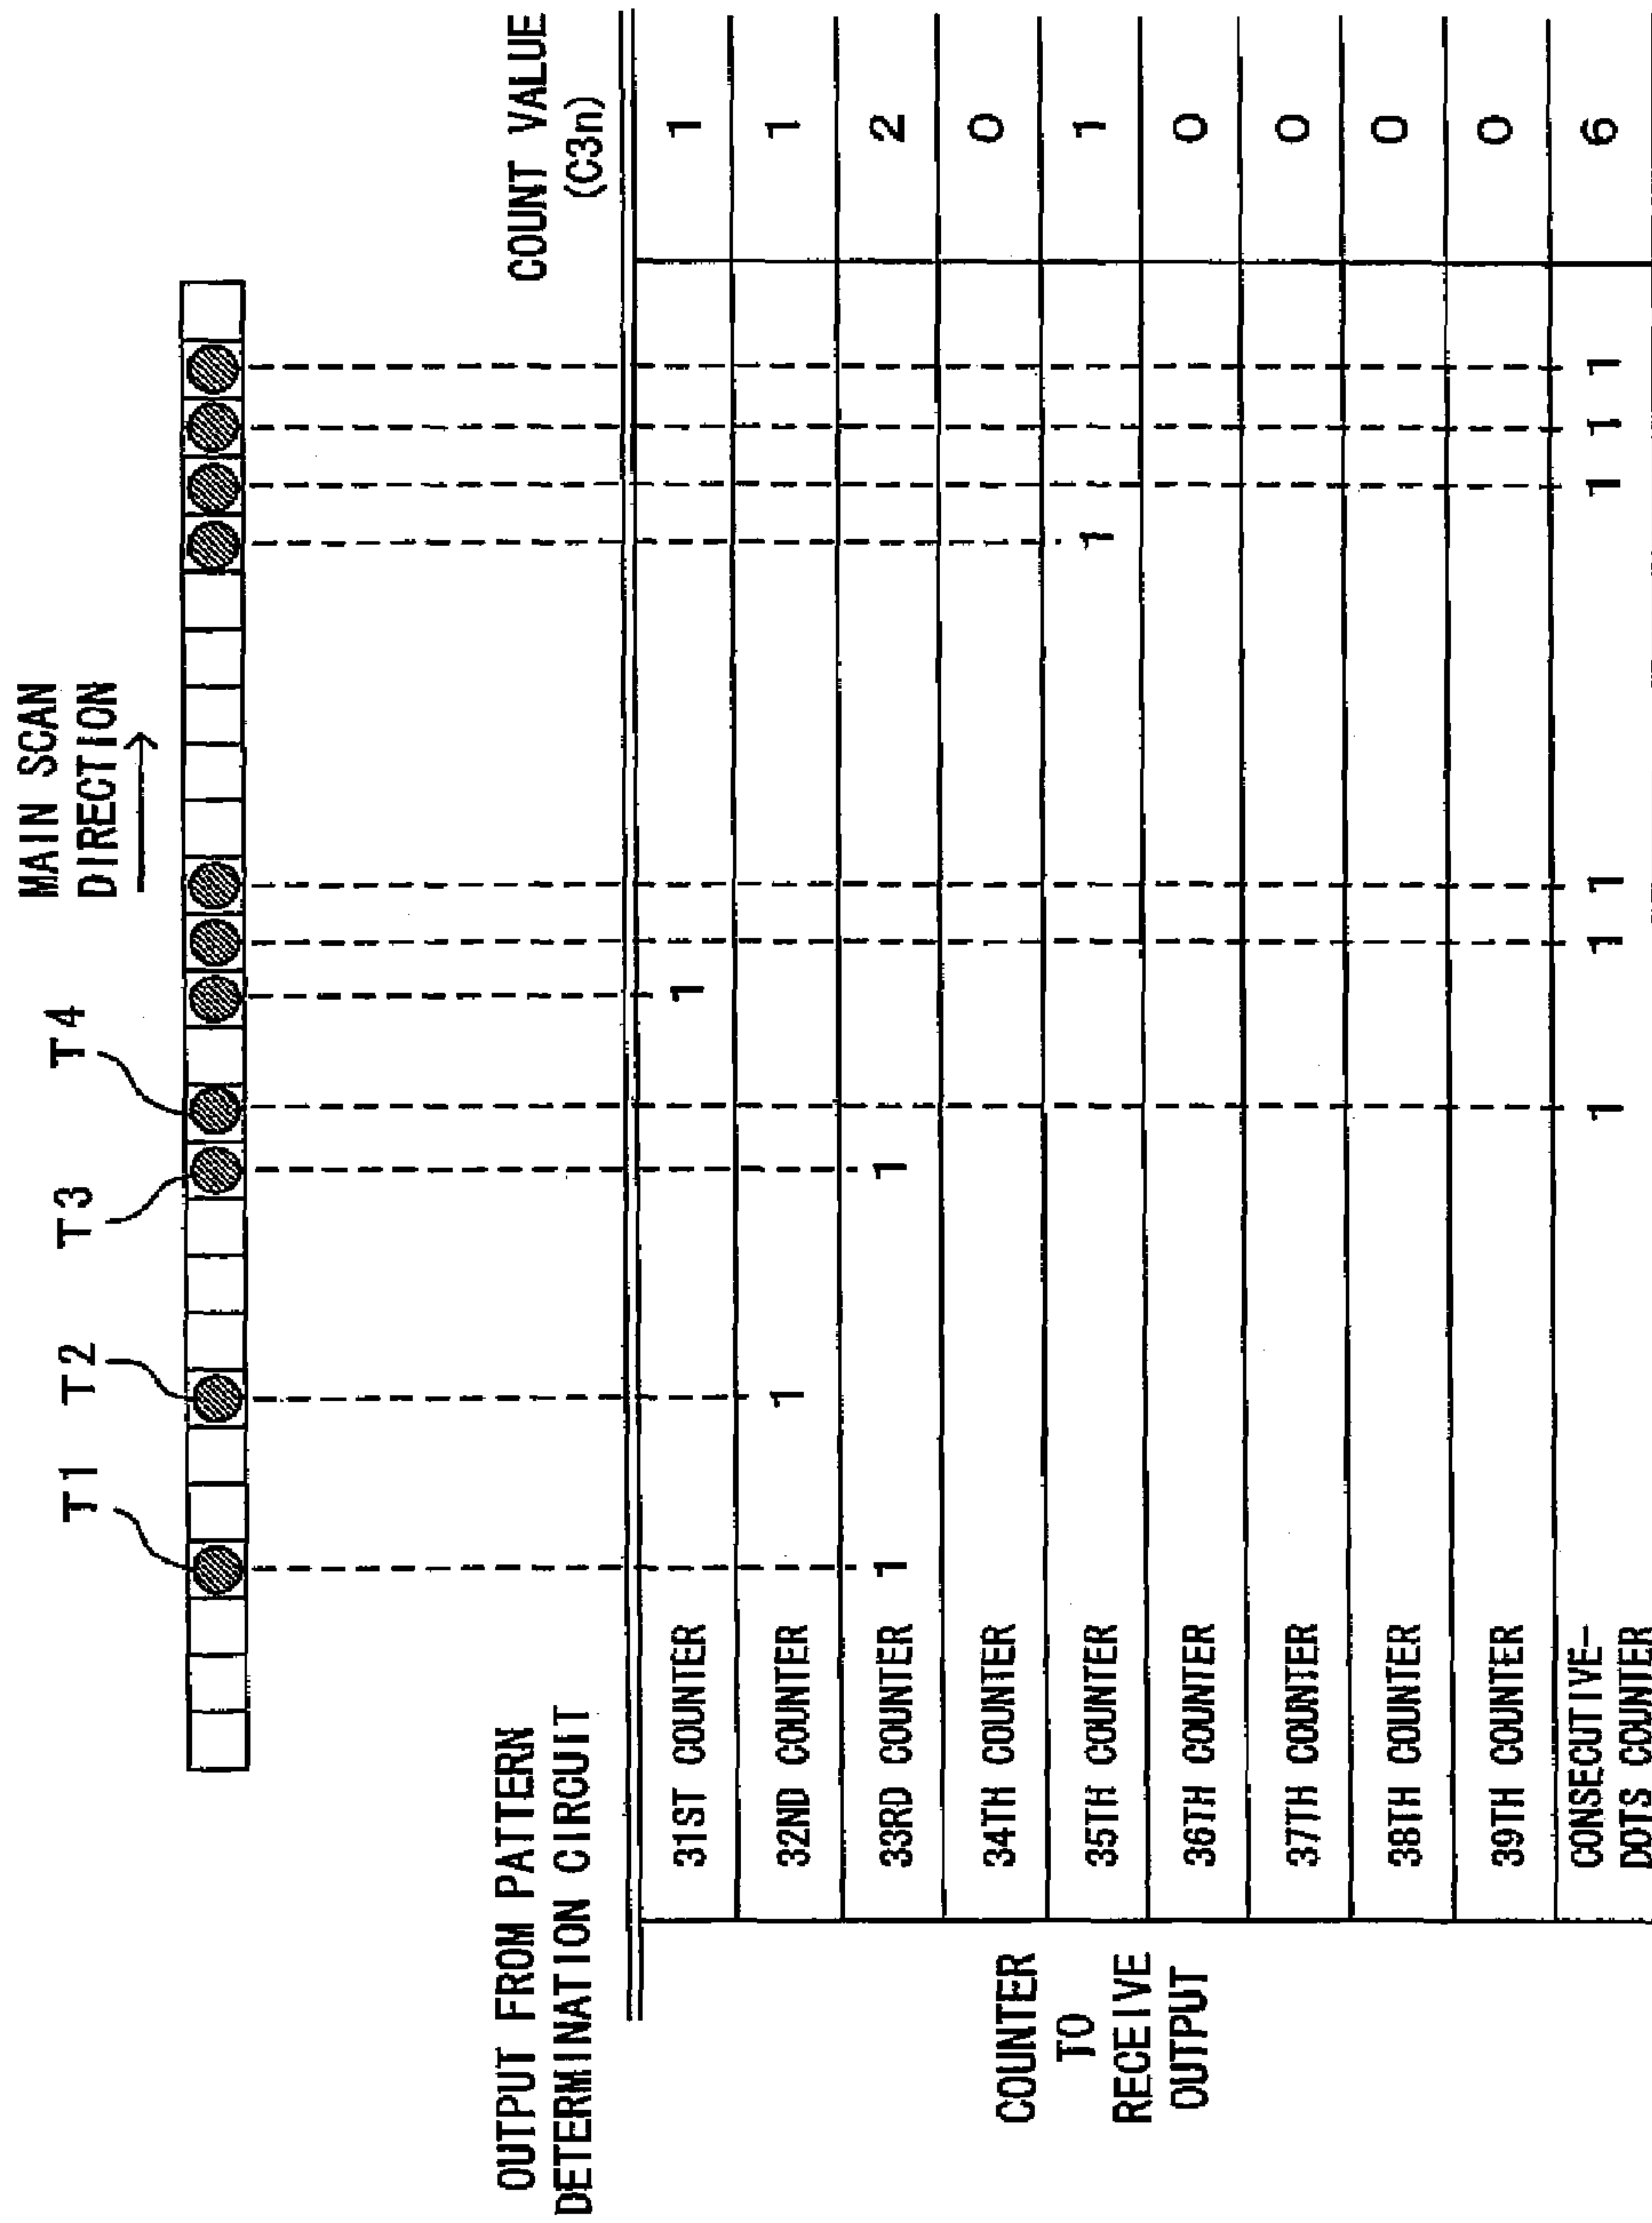 MAIN SCAN
DIRECTION
T1 T2 T3 T4
OUTPUT FROM PATTERN
DETERMINATION CIRCUIT
COUNT VALUE
(C3n)
COUNTER
TO
RECEIVE
OUTPUT
31ST COUNTER 1 1
32ND COUNTER 1 1
33RD COUNTER 1 1 2
34TH COUNTER 0
35TH COUNTER 1 1
36TH COUNTER 0
37TH COUNTER 0
38TH COUNTER 0
39TH COUNTER 0
CONSECUTIVE-
DOTS COUNTER 1 1 1 1 1 1 6